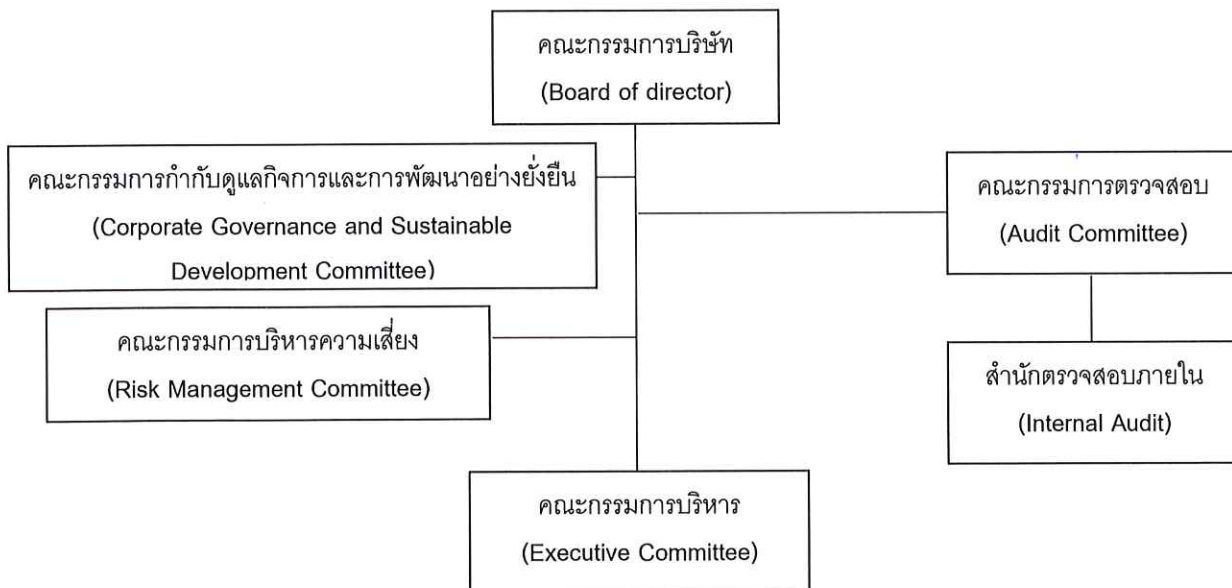 คณะกรรมการบริษัท
(Board of director)
คณะกรรมการกำกับดูแลกิจการและการพัฒนาอย่างยั่งยืน
(Corporate Governance and Sustainable
Development Committee)
คณะกรรมการตรวจสอบ
(Audit Committee)
คณะกรรมการบริหารความเสี่ยง
(Risk Management Committee)
สำนักตรวจสอบภายใน
(Internal Audit)
คณะกรรมการบริหาร
(Executive Committee)